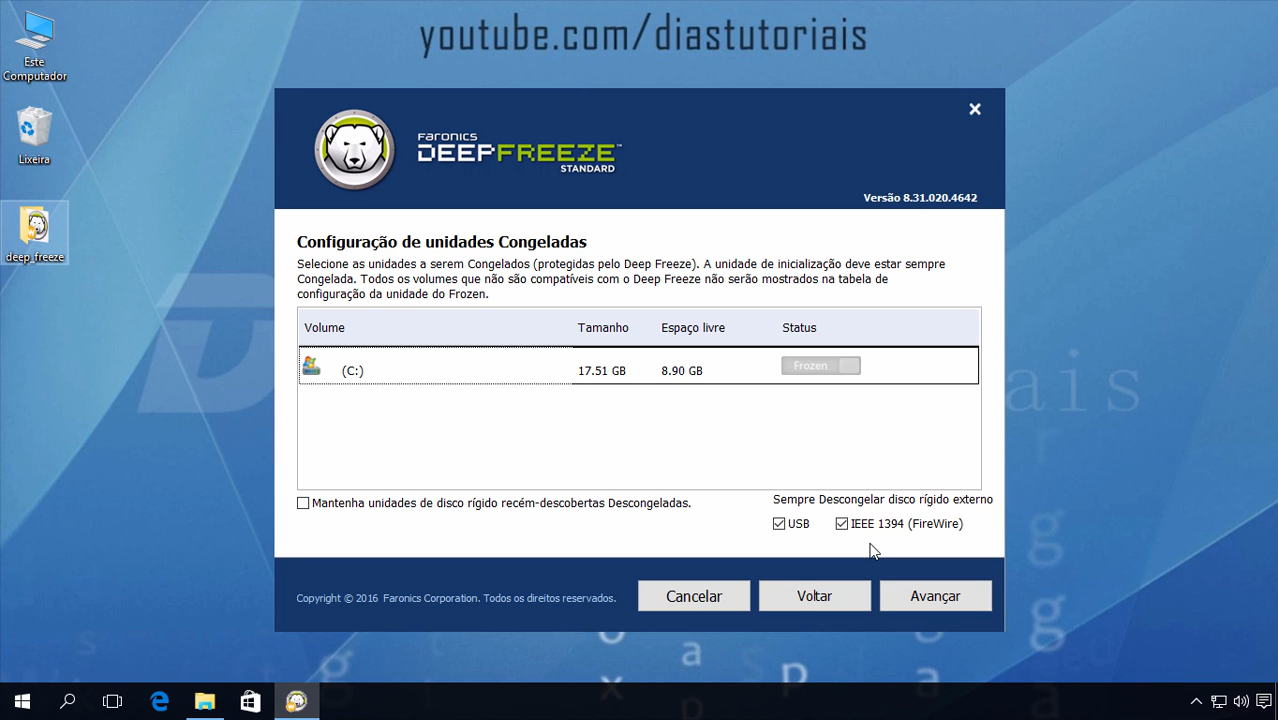 youtube.com/diastutoriais
Este
Computador
Lixeira
deep_freeze
Faronics
DEEPFREEZE™
STANDARD
Versão 8.31.020.4642
Configuração de unidades Congeladas
Selecione as unidades a serem Congelados (protegidas pelo Deep Freeze). A unidade de inicialização deve estar sempre
Congelada. Todos os volumes que não são compatíveis com o Deep Freeze não serão mostrados na tabela de
configuração da unidade do Frozen.
Volume Tamanho Espaço livre Status
(C:) 17.51 GB 8.90 GB Frozen
Mantenha unidades de disco rígido recém-descobertas Descongeladas.
Sempre Descongelar disco rígido externo
USB IEEE 1394 (FireWire)
Copyright © 2016 Faronics Corporation. Todos os direitos reservados.
Cancelar Voltar Avançar